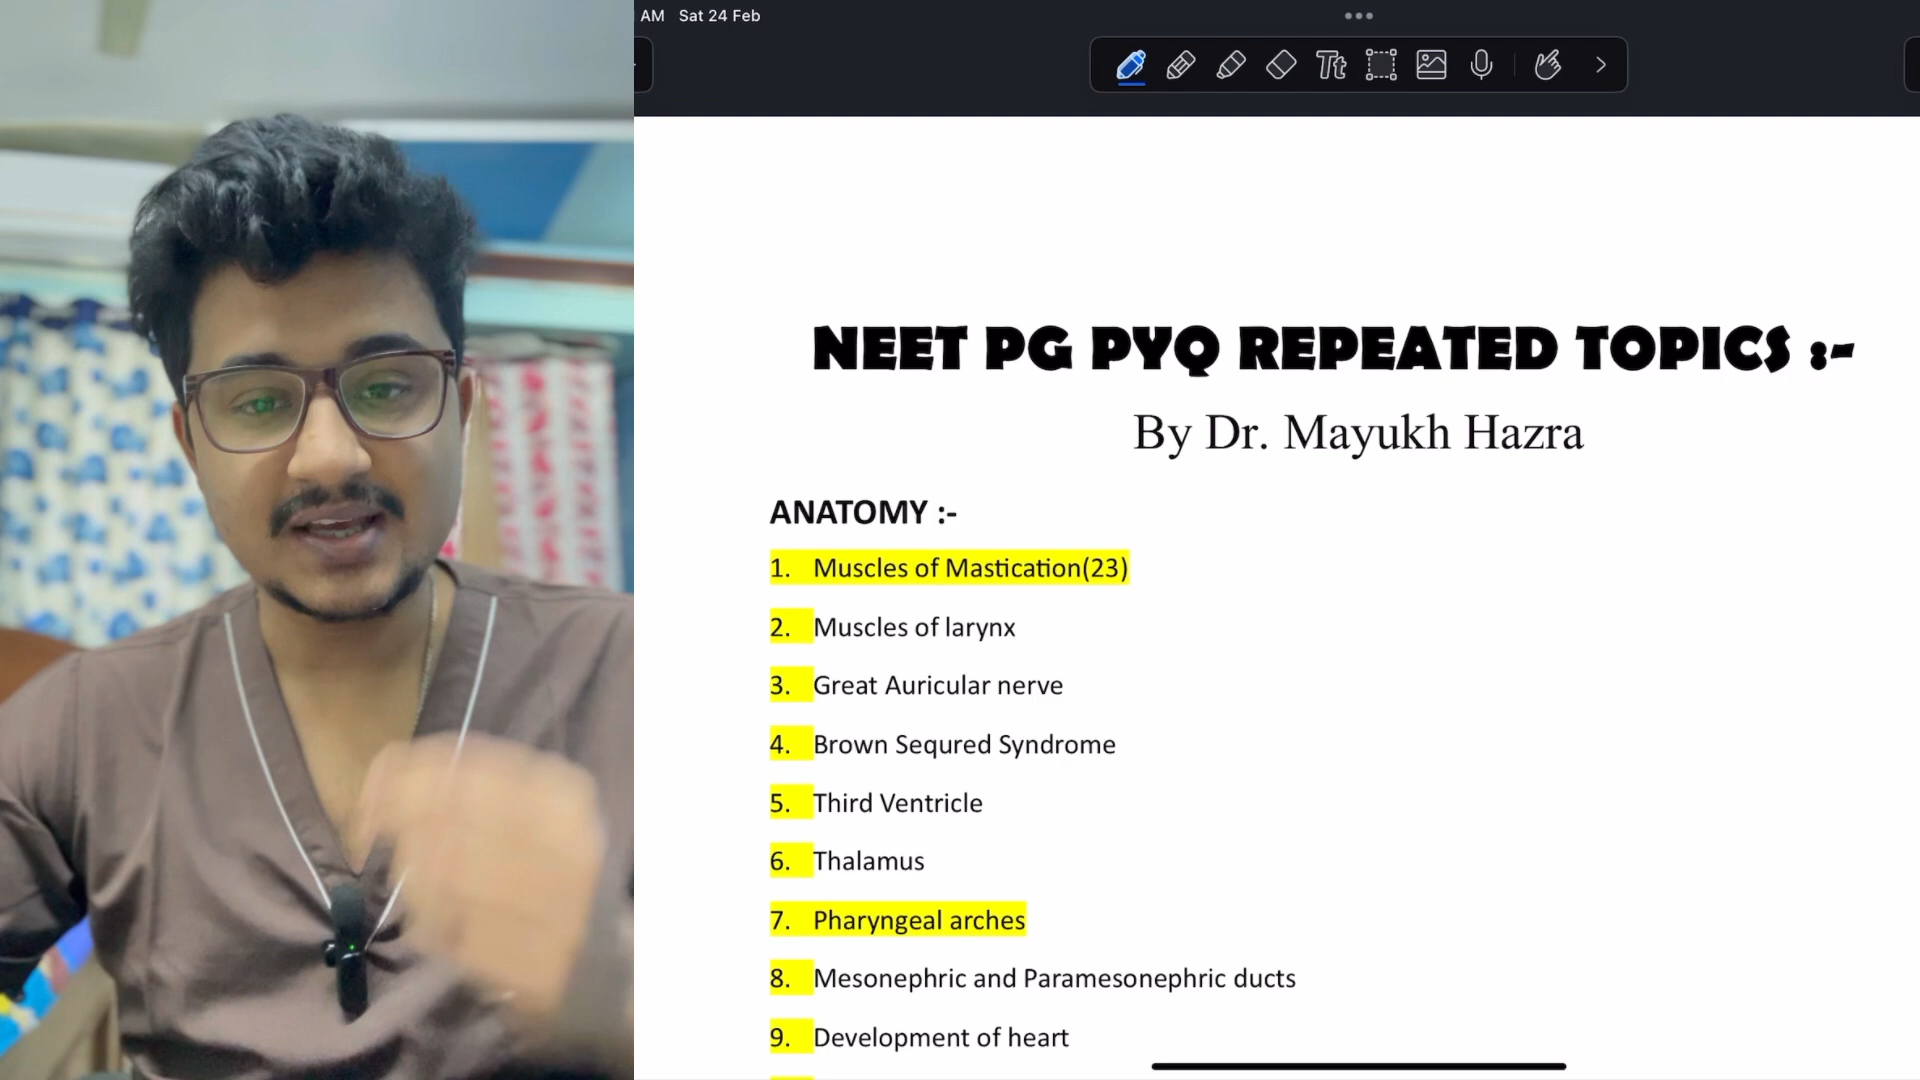 AM Sat 24 Feb
Tt
NEET PG PYQ REPEATED TOPICS :-
By Dr. Mayukh Hazra
ANATOMY :-
1. Muscles of Mastication(23)
2. Muscles of larynx
3. Great Auricular nerve
4. Brown Sequred Syndrome
5. Third Ventricle
6. Thalamus
7. Pharyngeal arches
8. Mesonephric and Paramesonephric ducts
9. Development of heart